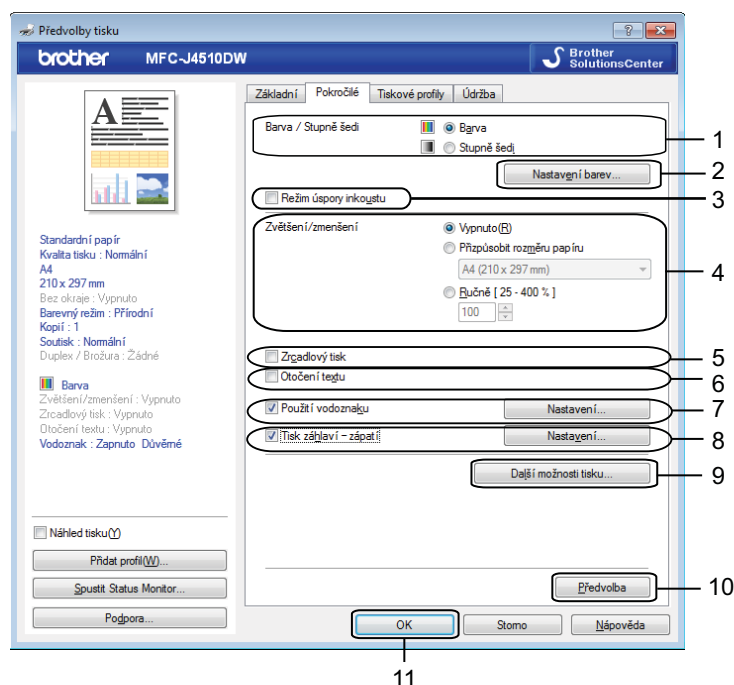 Předvolby tisku
brother MFC-J4510DW
Brother
SolutionsCenter
A
Standardní papír
Kvalita tisku : Normální
A4
210 x 297 mm
Bez okraje : Vypnuto
Barevný režim : Přírodní
Kopií : 1
Soutisk : Normální
Duplex / Brožura : Žádné
Barva
Zvětšení/zmenšení : Vypnuto
Zrcadlový tisk : Vypnuto
Otočení textu : Vypnuto
Vodoznak : Zapnuto Důvěrné
Náhled tisku(Y)
Přidat profil(W)...
Spustit Status Monitor...
Podpora...
Základní Pokročilé Tiskové profily Údržba
Barva / Stupně šedi
Barva
Stupně šedi
1
Nastavení barev...
2
Režim úspory inkoustu
3
Zvětšení/zmenšení
Vypnuto(R)
Přizpůsobit rozměru papíru
A4 (210 x 297 mm)
Ručně [ 25 - 400 % ]
100
4
Zrcadlový tisk
5
Otočení textu
6
Použití vodoznaku Nastavení...
7
Tisk záhlaví – zápatí Nastavení...
8
Další možnosti tisku...
9
Předvolba
10
OK Storno Nápověda
11